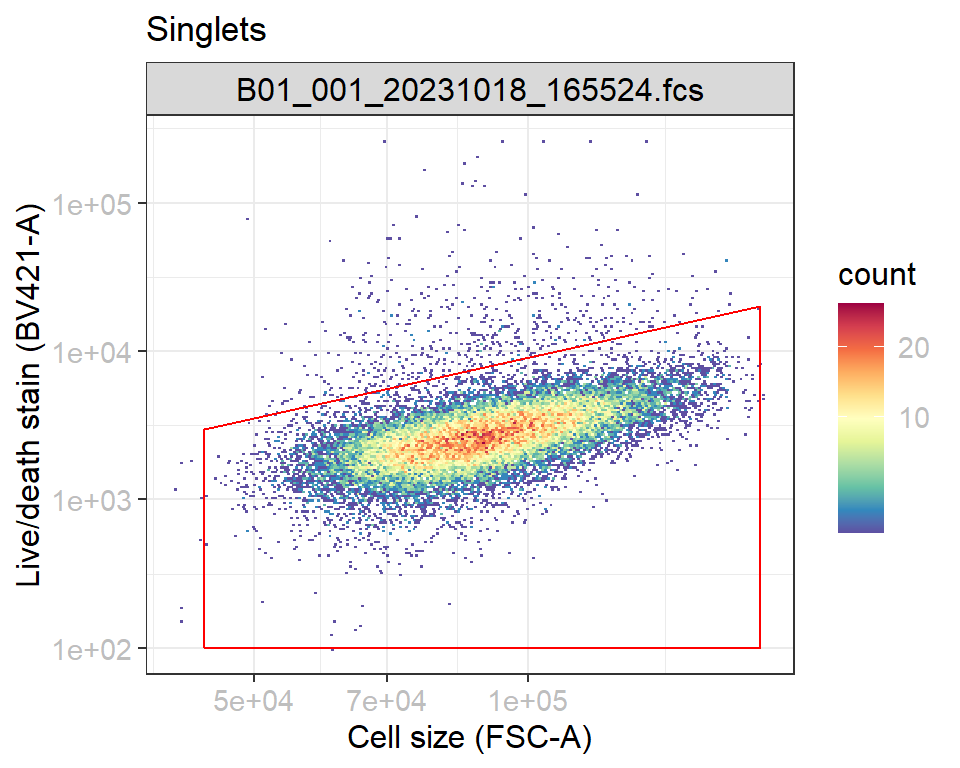 Singlets
B01_001_20231018_165524.fcs
Live/death stain (BV421-A)
1e+05
1e+04
1e+03
1e+02
5e+04 7e+04 1e+05
Cell size (FSC-A)
count
20
10